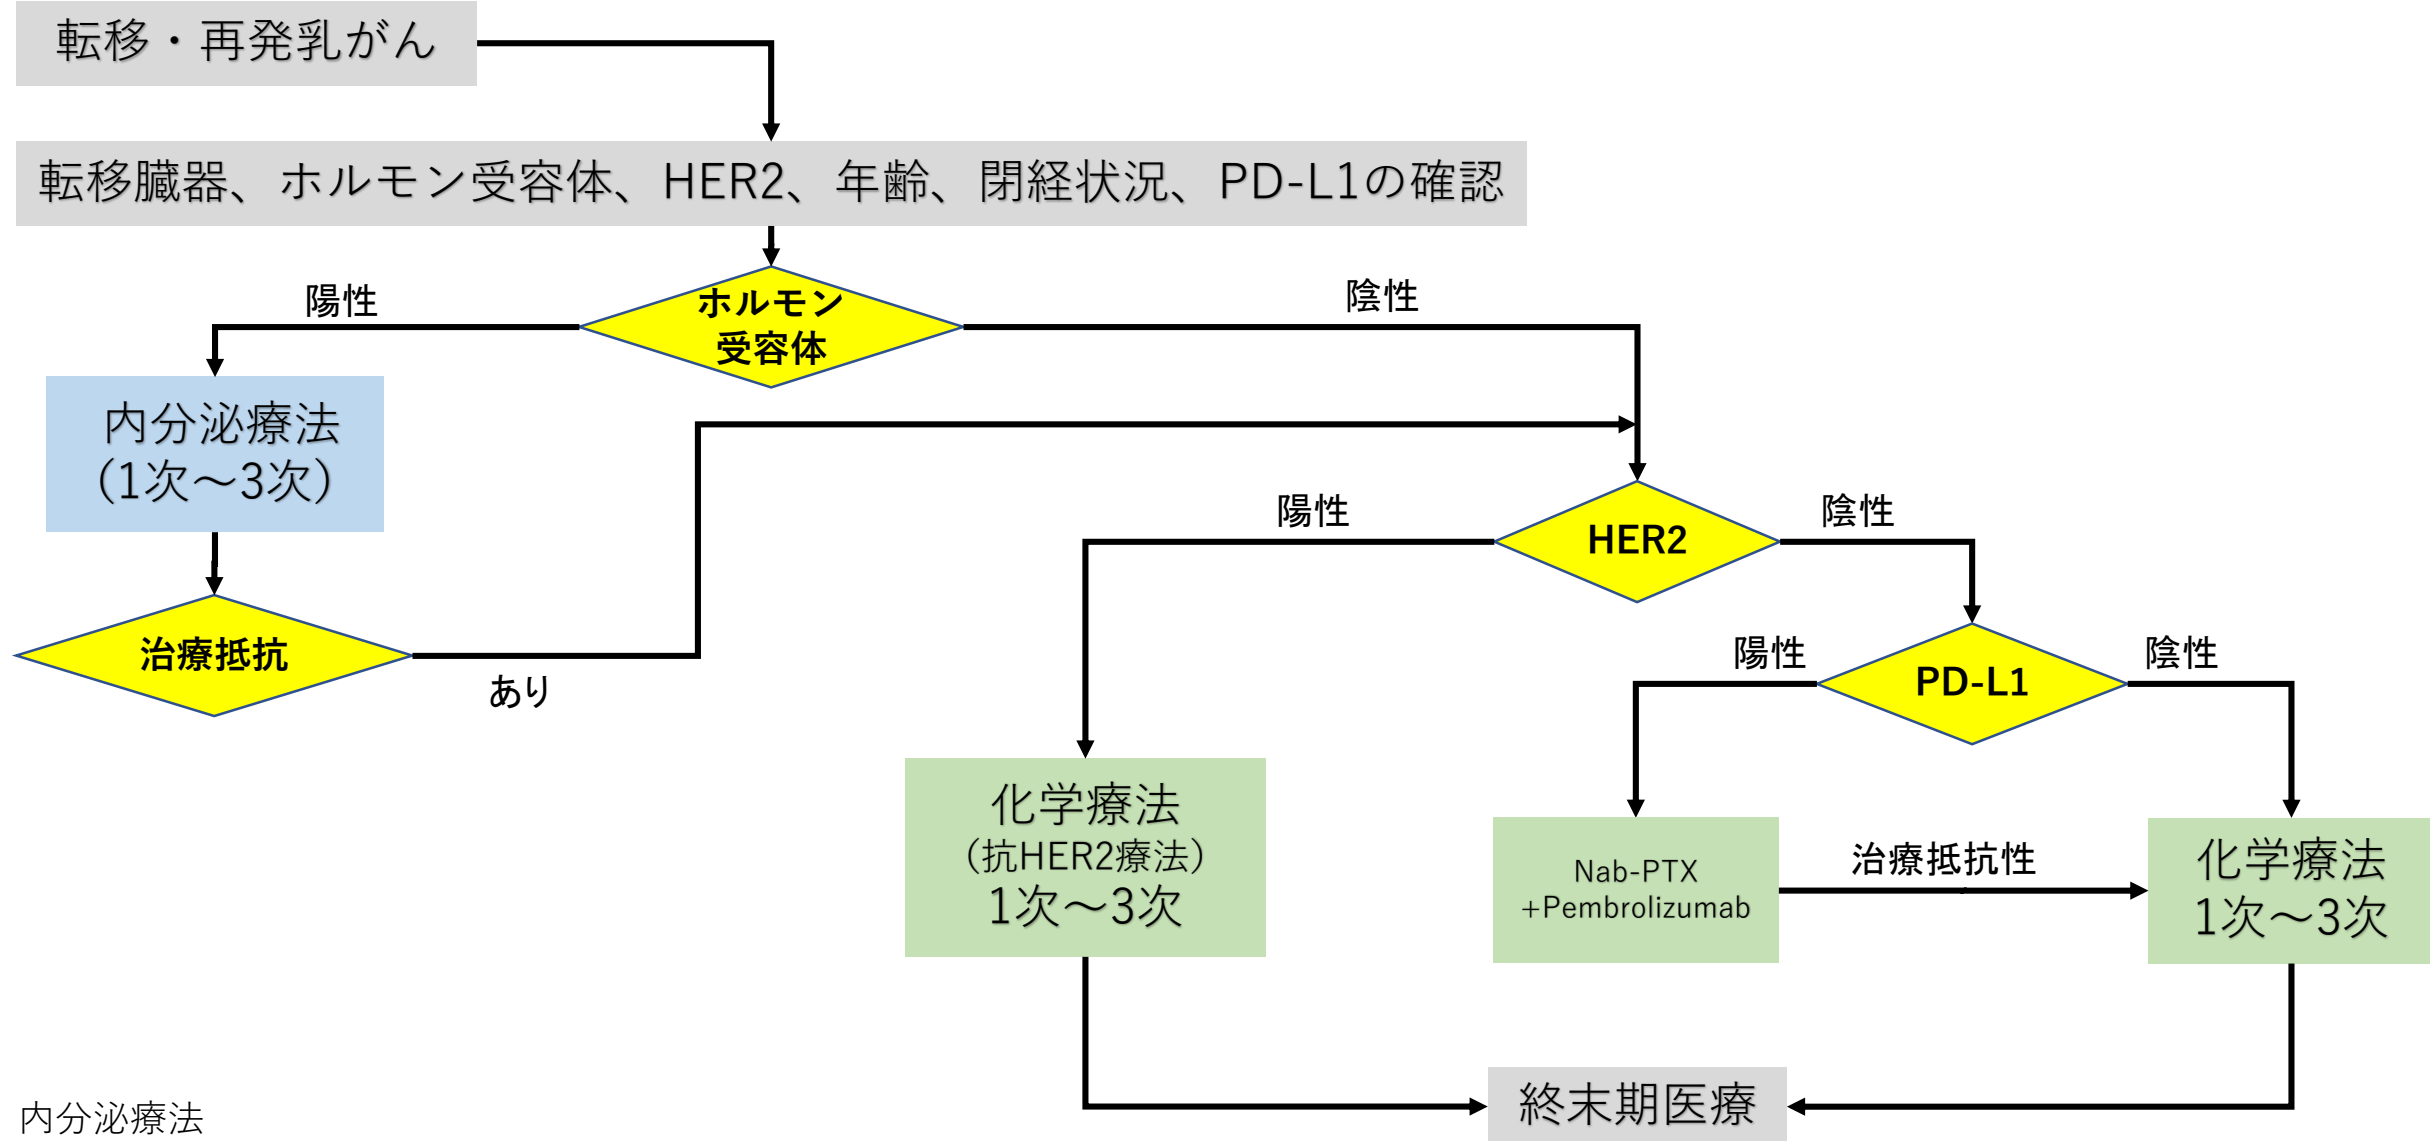 転移・再発乳がん
転移臓器、ホルモン受容体、HER2、年齢、閉経状況、PD-L1の確認
陽性
ホルモン
受容体
陰性
内分泌療法
（1次～3次）
治療抵抗
あり
陽性
HER2
陰性
陽性
PD-L1
陰性
化学療法
（抗HER2療法）
1次～3次
Nab-PTX
+Pembrolizumab
治療抵抗性
化学療法
1次～3次
終末期医療
内分泌療法